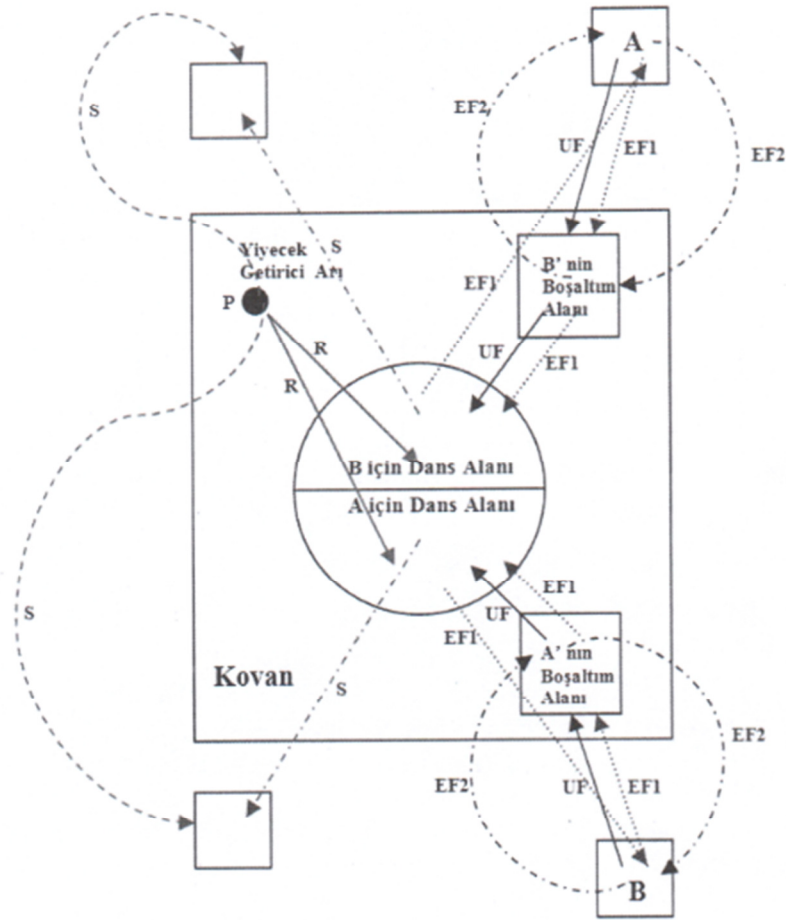 A
S
EF2
UF
EF1
EF2
Yiyecek
Getirici Arı
S
B' nin
Boşaltım
Alanı
EF1
P
R
UF
EF1
R
B için Dans Alanı
A için Dans Alanı
EF1
S
UF
EF1
A' nın
Boşaltım
Alanı
Kovan
S
EF2
EF2
UF
EF1
B